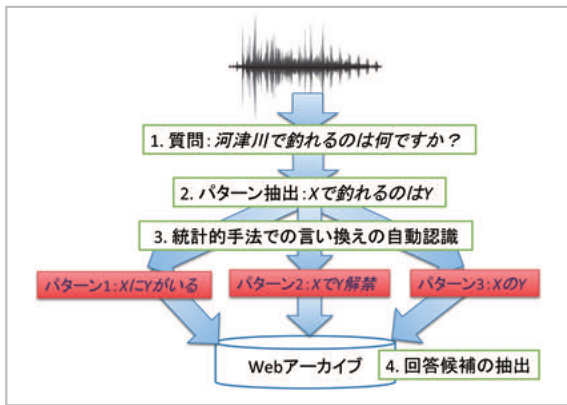 1. 質問：河津川で釣れるのは何ですか？
2. パターン抽出：Xで釣れるのはY
3. 統計的手法での言い換えの自動認識
パターン1：XにYがいる
パターン2：XでY解禁
パターン3：XのY
Webアーカイブ
4. 回答候補の抽出